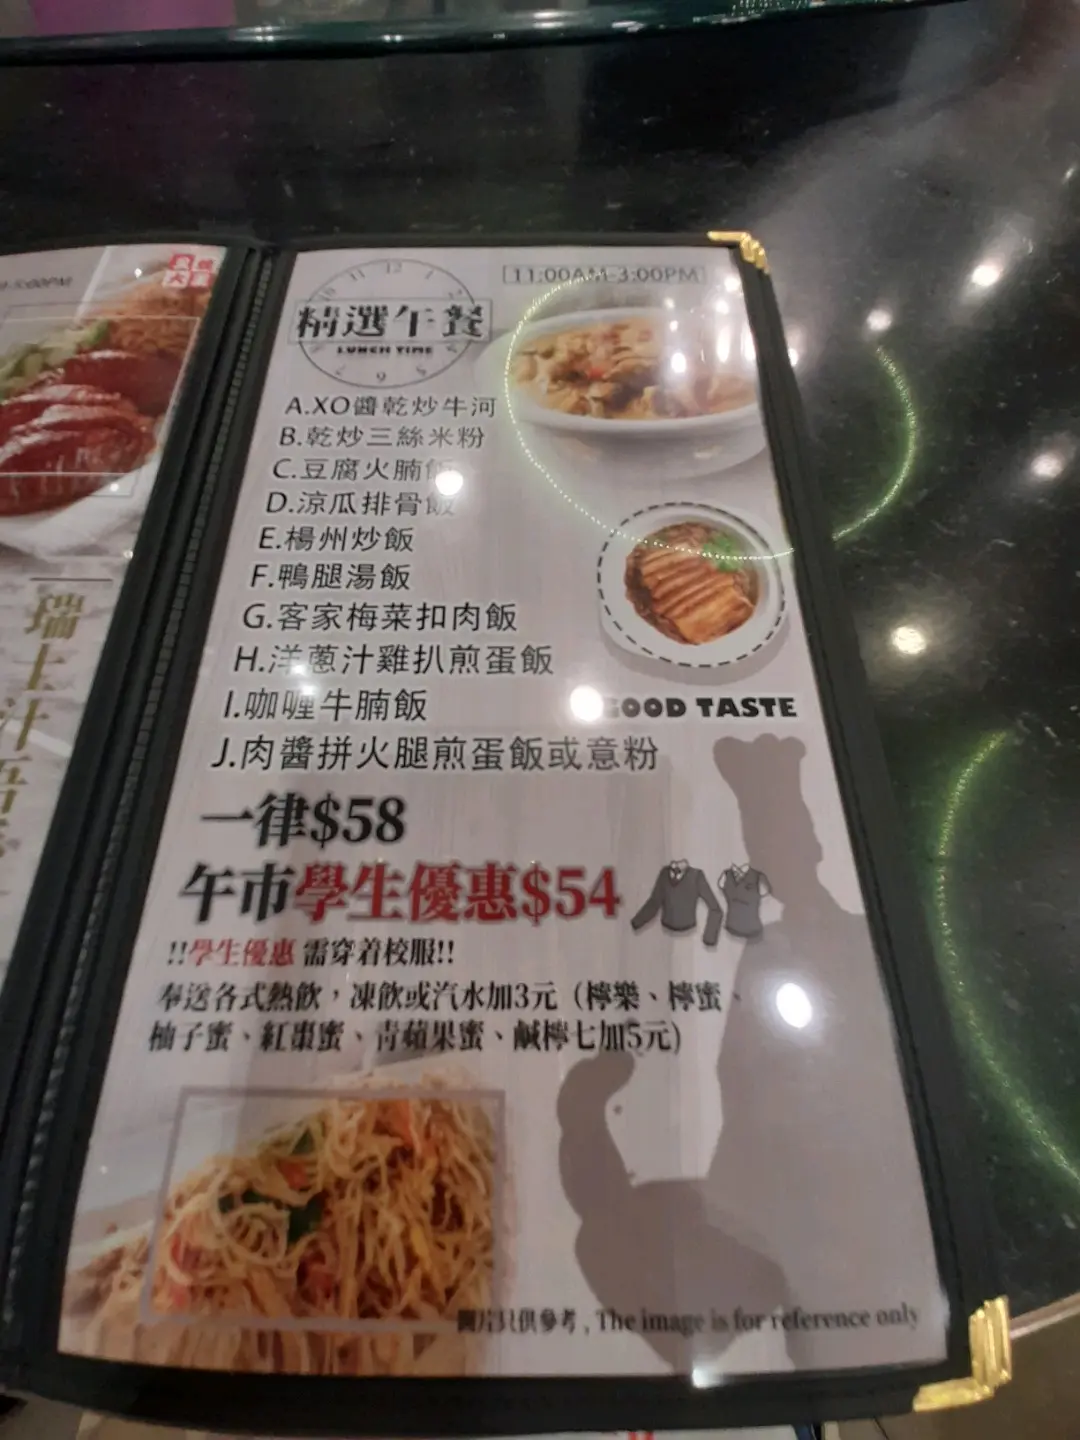 5:00PM
瑞士汁
11:00AM-3:00PM
精選午餐
LUNCH TIME
A.XO醬乾炒牛河
B.乾炒三絲米粉
C.豆腐火腩飯
D.涼瓜排骨飯
E.楊州炒飯
F.鴨腿湯飯
G.客家梅菜扣肉飯
H.洋蔥汁雞扒煎蛋飯
I.咖喱牛腩飯
GOOD TASTE
J.肉醬拼火腿煎蛋飯或意粉
一律$58
午市學生優惠$54
!!學生優惠 需穿着校服!!
奉送各式熱飲，凍飲或汽水加3元（檸樂、檸蜜、
柚子蜜、紅棗蜜、青蘋果蜜、鹹檸七加5元)
圖片只供參考 , The image is for reference only